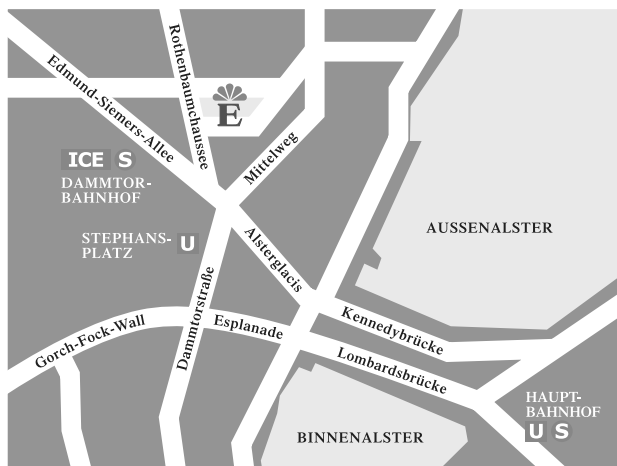 Edmund-Siemers-Allee
Rothenbaumchaussee
E
Mittelweg
ICE S
DAMMTOR-
BAHNHOF
STEPHANS-
PLATZ
U
Alsterglacis
AUSSENALSTER
Dammtorstraße
Gorch-Fock-Wall
Esplanade
Kennedybrücke
Lombardsbrücke
HAUPT-
BAHNHOF
U S
BINNENALSTER